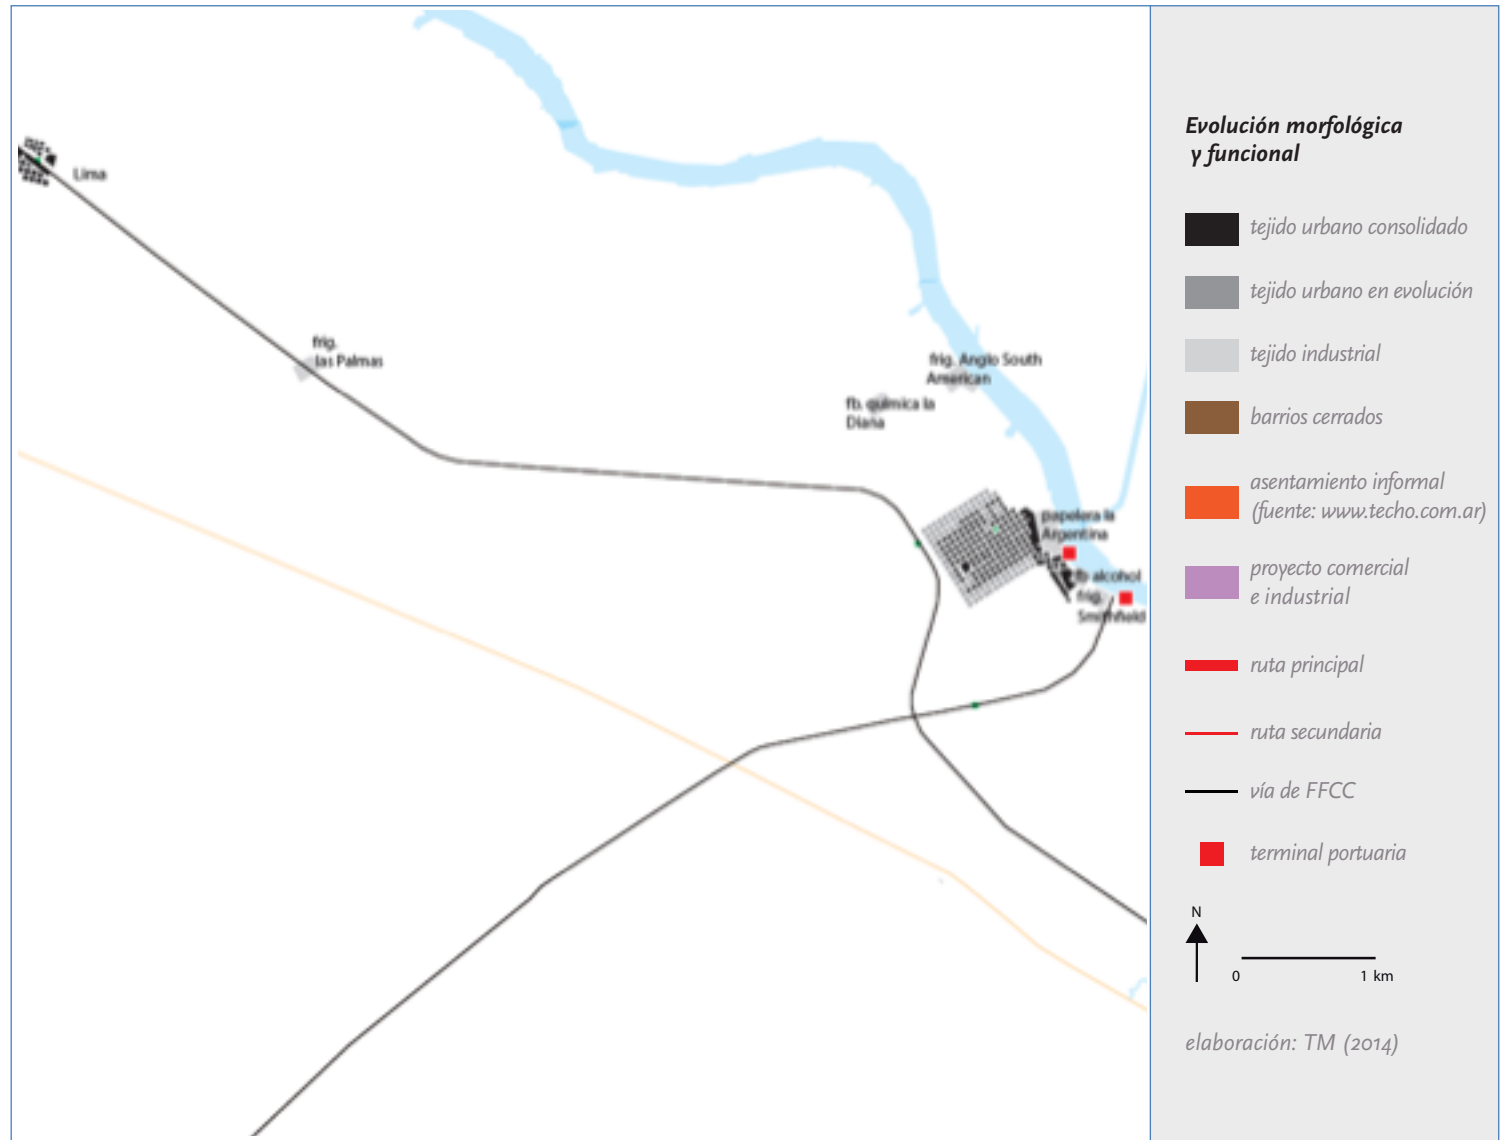 Lima
frig.
las Palmas
frig. Anglo South
American
fb. química la
Diana
papelera la
Argentina
fb alcohol
frig.
Smithfield
Evolución morfológica
y funcional
tejido urbano consolidado
tejido urbano en evolución
tejido industrial
barrios cerrados
asentamiento informal
(fuente: www.techo.com.ar)
proyecto comercial
e industrial
ruta principal
ruta secundaria
vía de FFCC
terminal portuaria
N
0 1 km
elaboración: TM (2014)